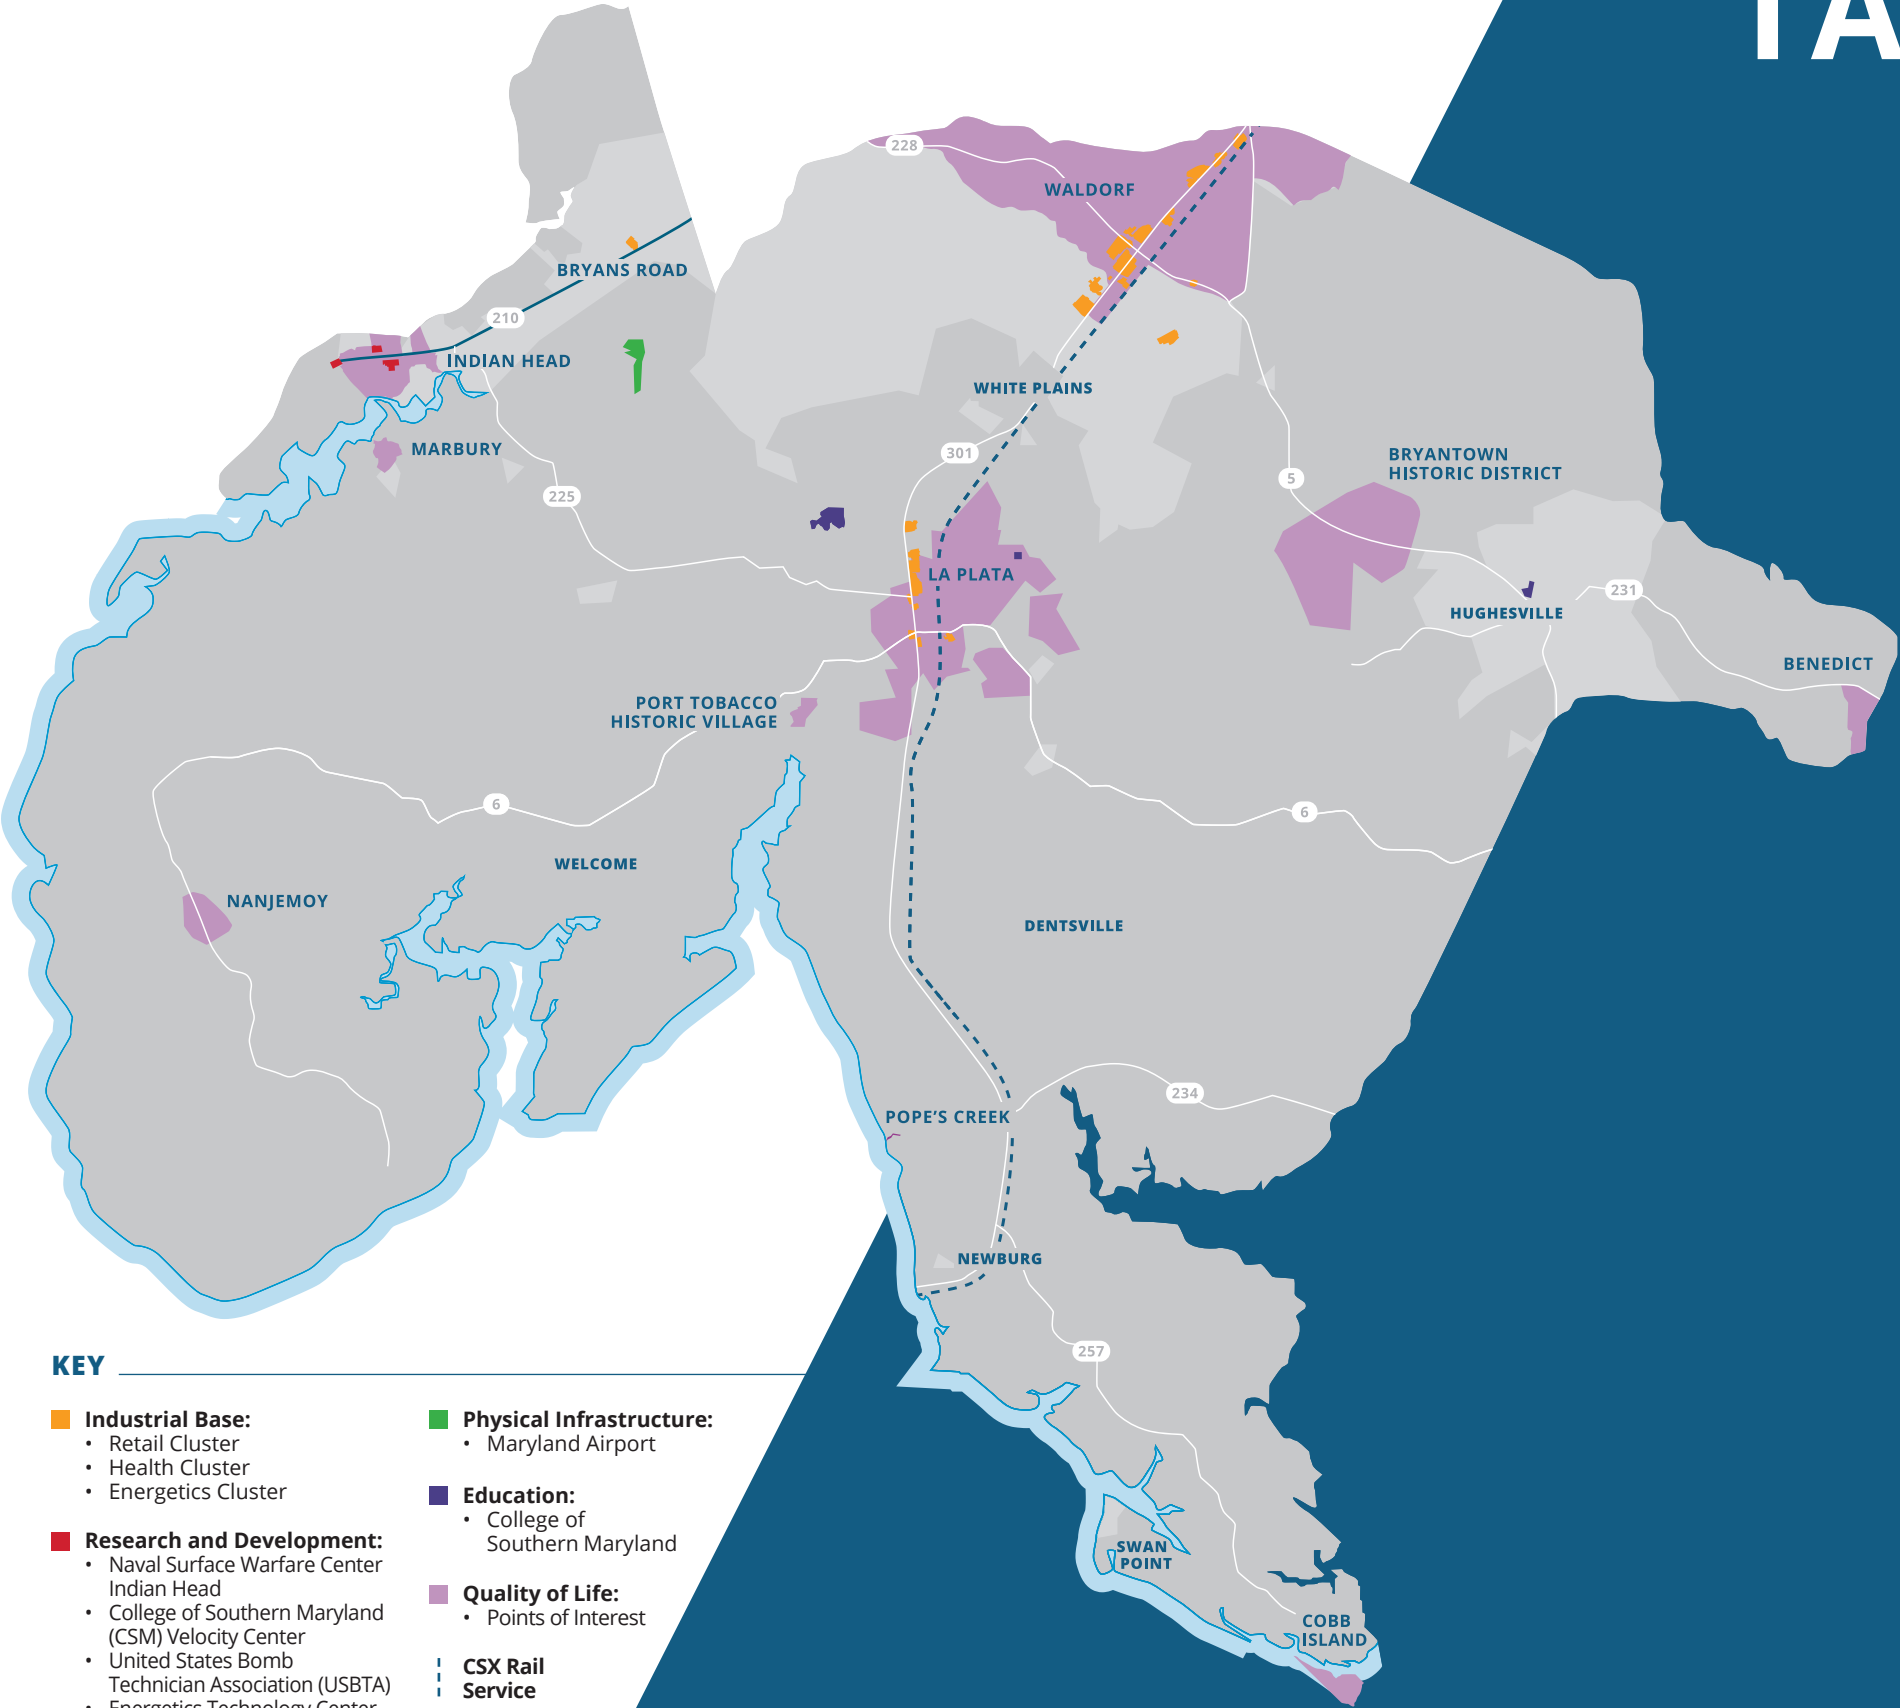 TA
228
WALDORF
BRYANS ROAD
210
INDIAN HEAD
WHITE PLAINS
MARBURY
301
BRYANTOWN
HISTORIC DISTRICT
5
225
LA PLATA
231
HUGHESVILLE
BENEDICT
PORT TOBACCO
HISTORIC VILLAGE
6
6
WELCOME
NANJEMOY
DENTSVILLE
234
POPE'S CREEK
NEWBURG
257
SWAN
POINT
COBB
ISLAND
KEY
Industrial Base:
• Retail Cluster
• Health Cluster
• Energetics Cluster
Research and Development:
• Naval Surface Warfare Center
Indian Head
• College of Southern Maryland
(CSM) Velocity Center
• United States Bomb
Technician Association (USBTA)
• Energetics Technology Center
Physical Infrastructure:
• Maryland Airport
Education:
• College of
Southern Maryland
Quality of Life:
• Points of Interest
CSX Rail
Service